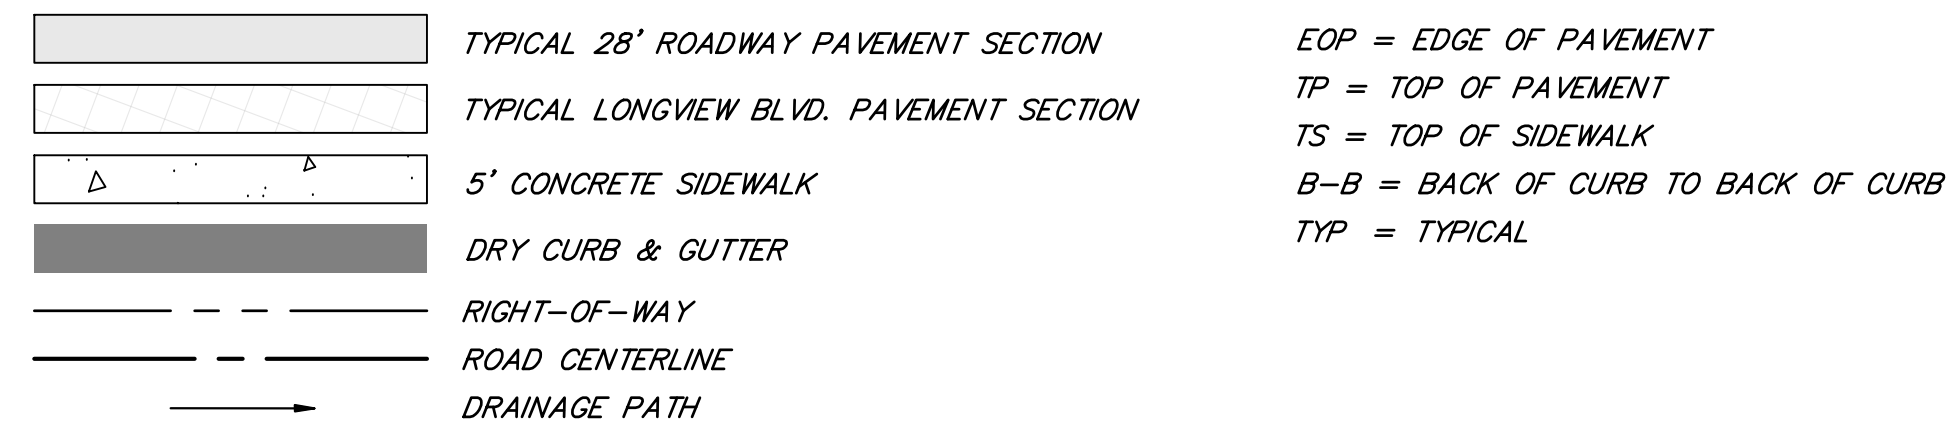 TYPICAL 28' ROADWAY PAVEMENT SECTION
TYPICAL LONGVIEW BLVD. PAVEMENT SECTION
5' CONCRETE SIDEWALK
DRY CURB & GUTTER
RIGHT-OF-WAY
ROAD CENTERLINE
DRAINAGE PATH
EOP = EDGE OF PAVEMENT
TP = TOP OF PAVEMENT
TS = TOP OF SIDEWALK
B-B = BACK OF CURB TO BACK OF CURB
TYP = TYPICAL